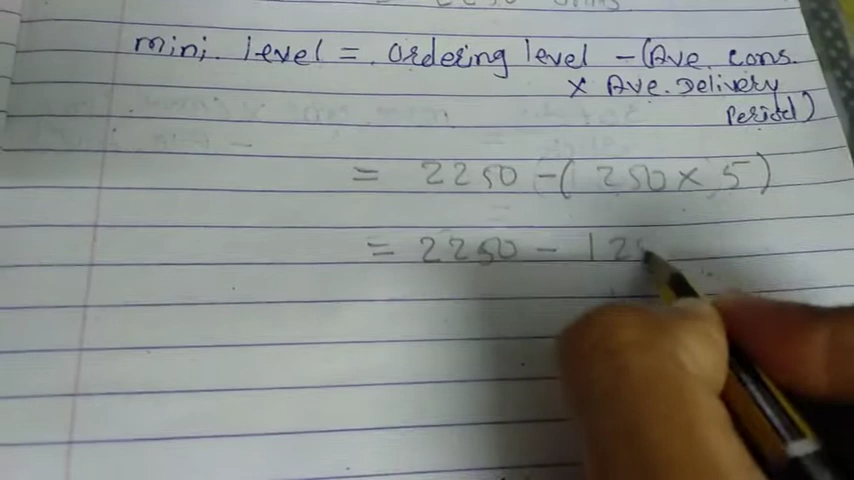 mini level = ordering level - (Ave. cons.
x Ave. Delivery
Period)
= 2250 - ( 250 x 5 )
= 2250 - 12